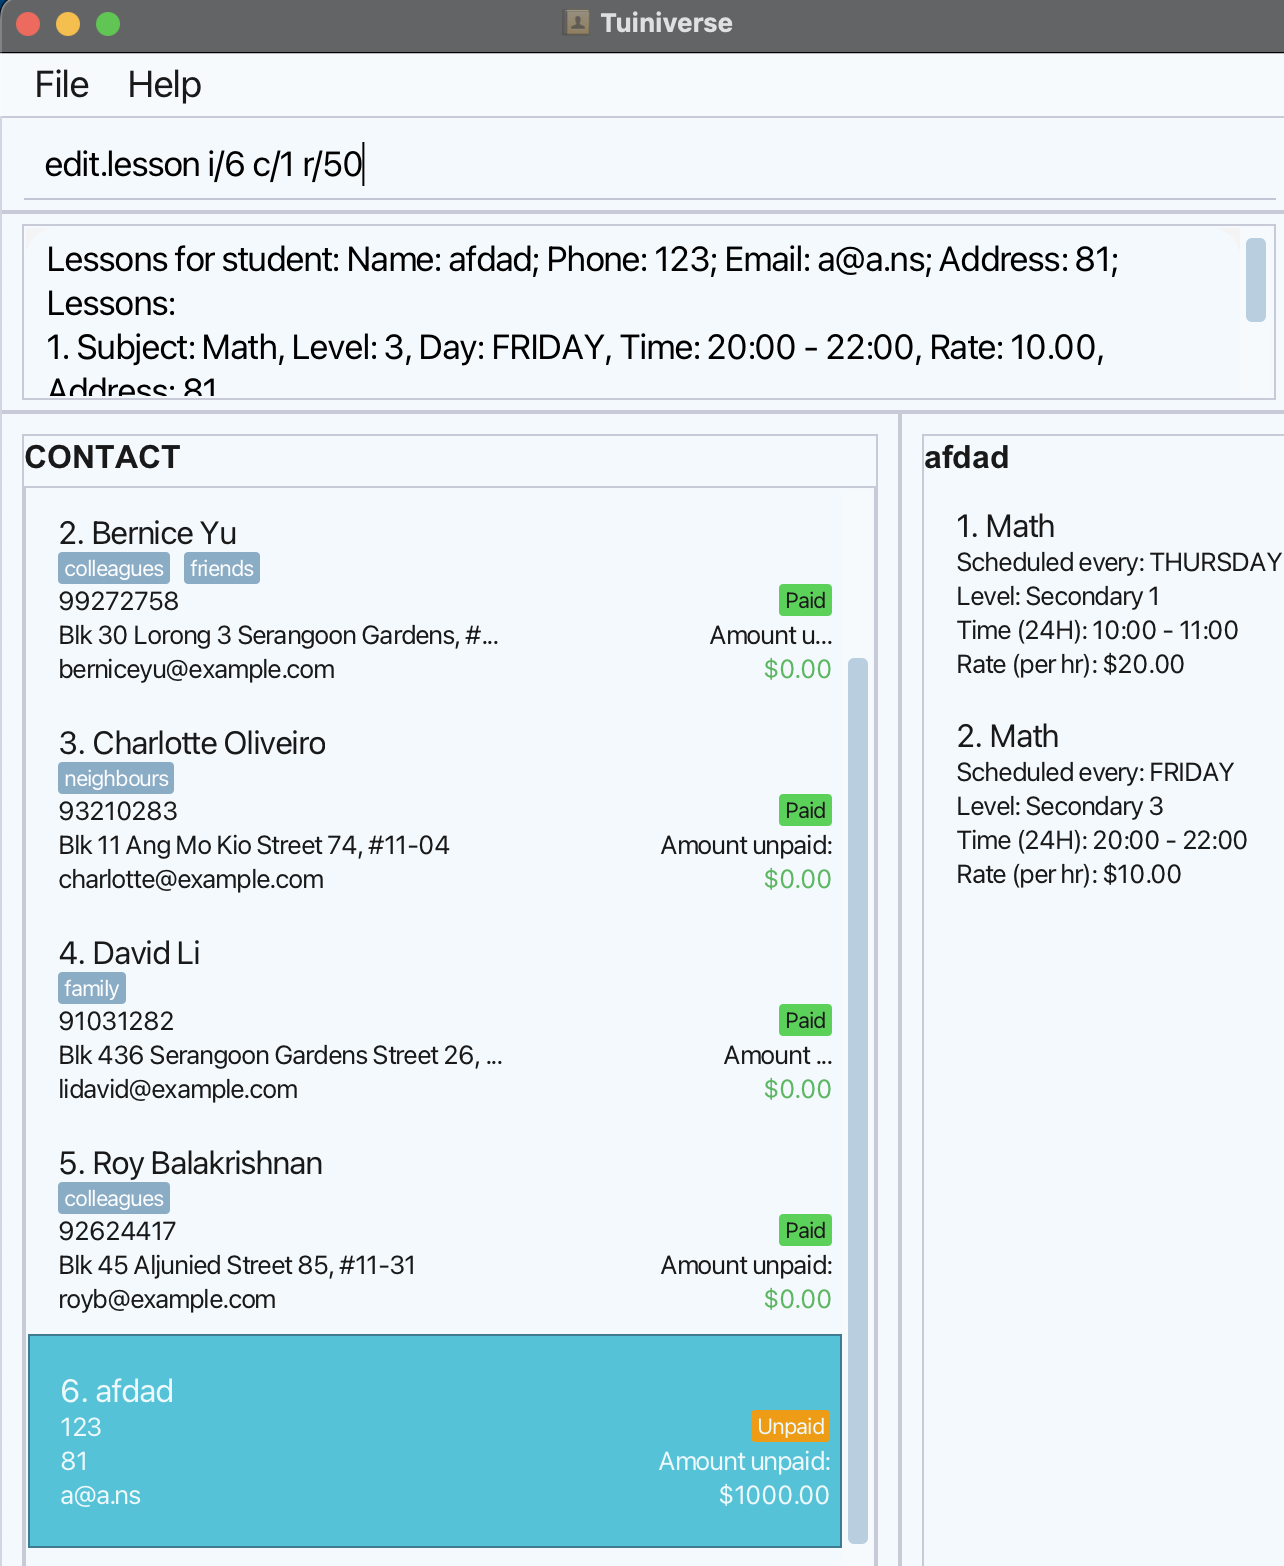 Tuiniverse
File Help
edit.lesson i/6 c/1 r/50
Lessons for student: Name: afdad; Phone: 123; Email: a@a.ns; Address: 81;
Lessons:
1. Subject: Math, Level: 3, Day: FRIDAY, Time: 20:00 - 22:00, Rate: 10.00,
Address: 81
CONTACT
2. Bernice Yu
colleagues friends
99272758
Paid
Blk 30 Lorong 3 Serangoon Gardens, #...
Amount u...
berniceyu@example.com
$0.00
3. Charlotte Oliveiro
neighbours
93210283
Paid
Blk 11 Ang Mo Kio Street 74, #11-04
Amount unpaid:
charlotte@example.com
$0.00
4. David Li
family
91031282
Paid
Blk 436 Serangoon Gardens Street 26, ...
Amount ...
lidavid@example.com
$0.00
5. Roy Balakrishnan
colleagues
92624417
Paid
Blk 45 Aljunied Street 85, #11-31
Amount unpaid:
royb@example.com
$0.00
6. afdad
123
Unpaid
81
Amount unpaid:
a@a.ns
$1000.00
afdad
1. Math
Scheduled every: THURSDAY
Level: Secondary 1
Time (24H): 10:00 - 11:00
Rate (per hr): $20.00
2. Math
Scheduled every: FRIDAY
Level: Secondary 3
Time (24H): 20:00 - 22:00
Rate (per hr): $10.00